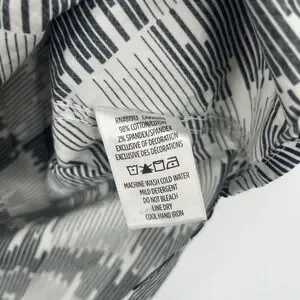 98% COTTON/COTON
2% SPANDEX/SPANDEX
EXCLUSIVE OF DECORATION
EXCLUSIVE DES DÉCORATIONS
MACHINE WASH COLD WATER
MILD DETERGENT
DO NOT BLEACH
LINE DRY
COOL HAND IRON